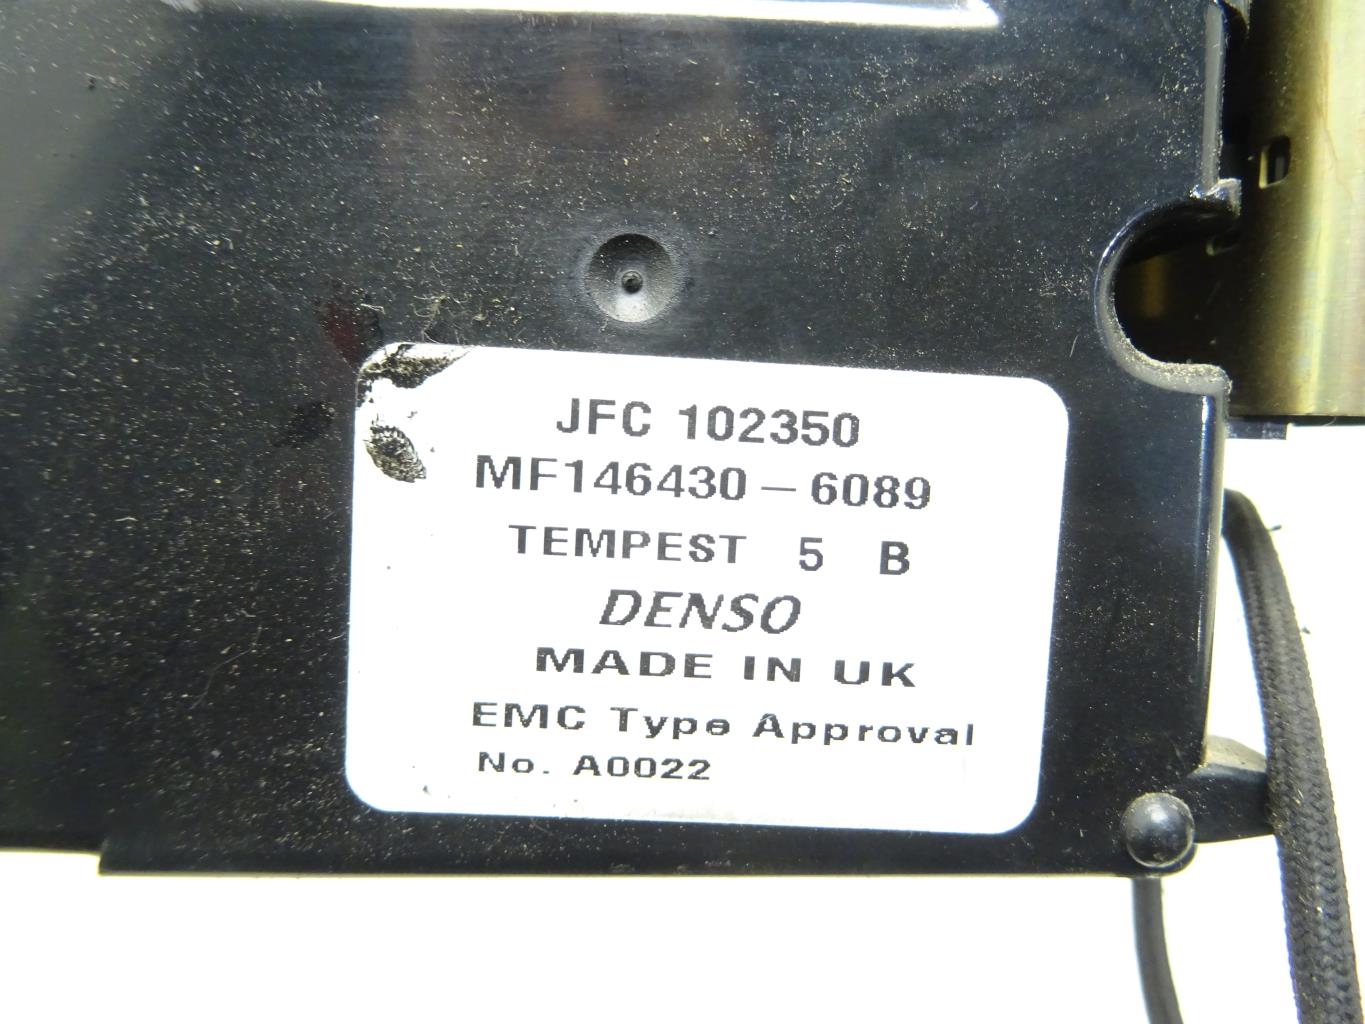 JFC 102350
MF146430-6089
TEMPEST 5 B
DENSO
MADE IN UK
EMC Type Approval
No. A0022